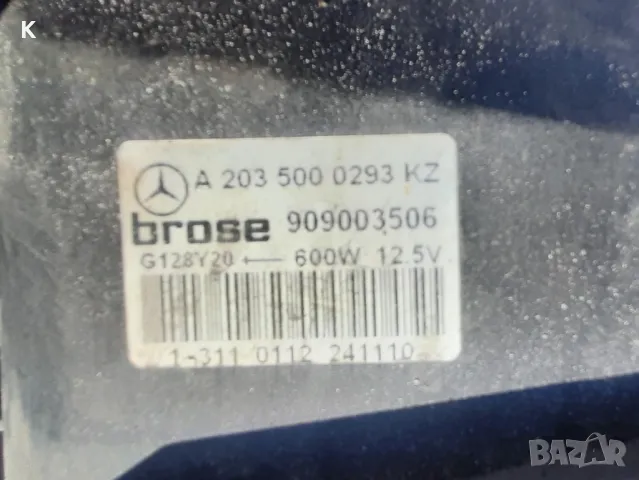 K
A 203 500 0293 KZ
brose 909003506
G128Y20 ← 600W 12.5V
1-311 0112 241110
BAZAR